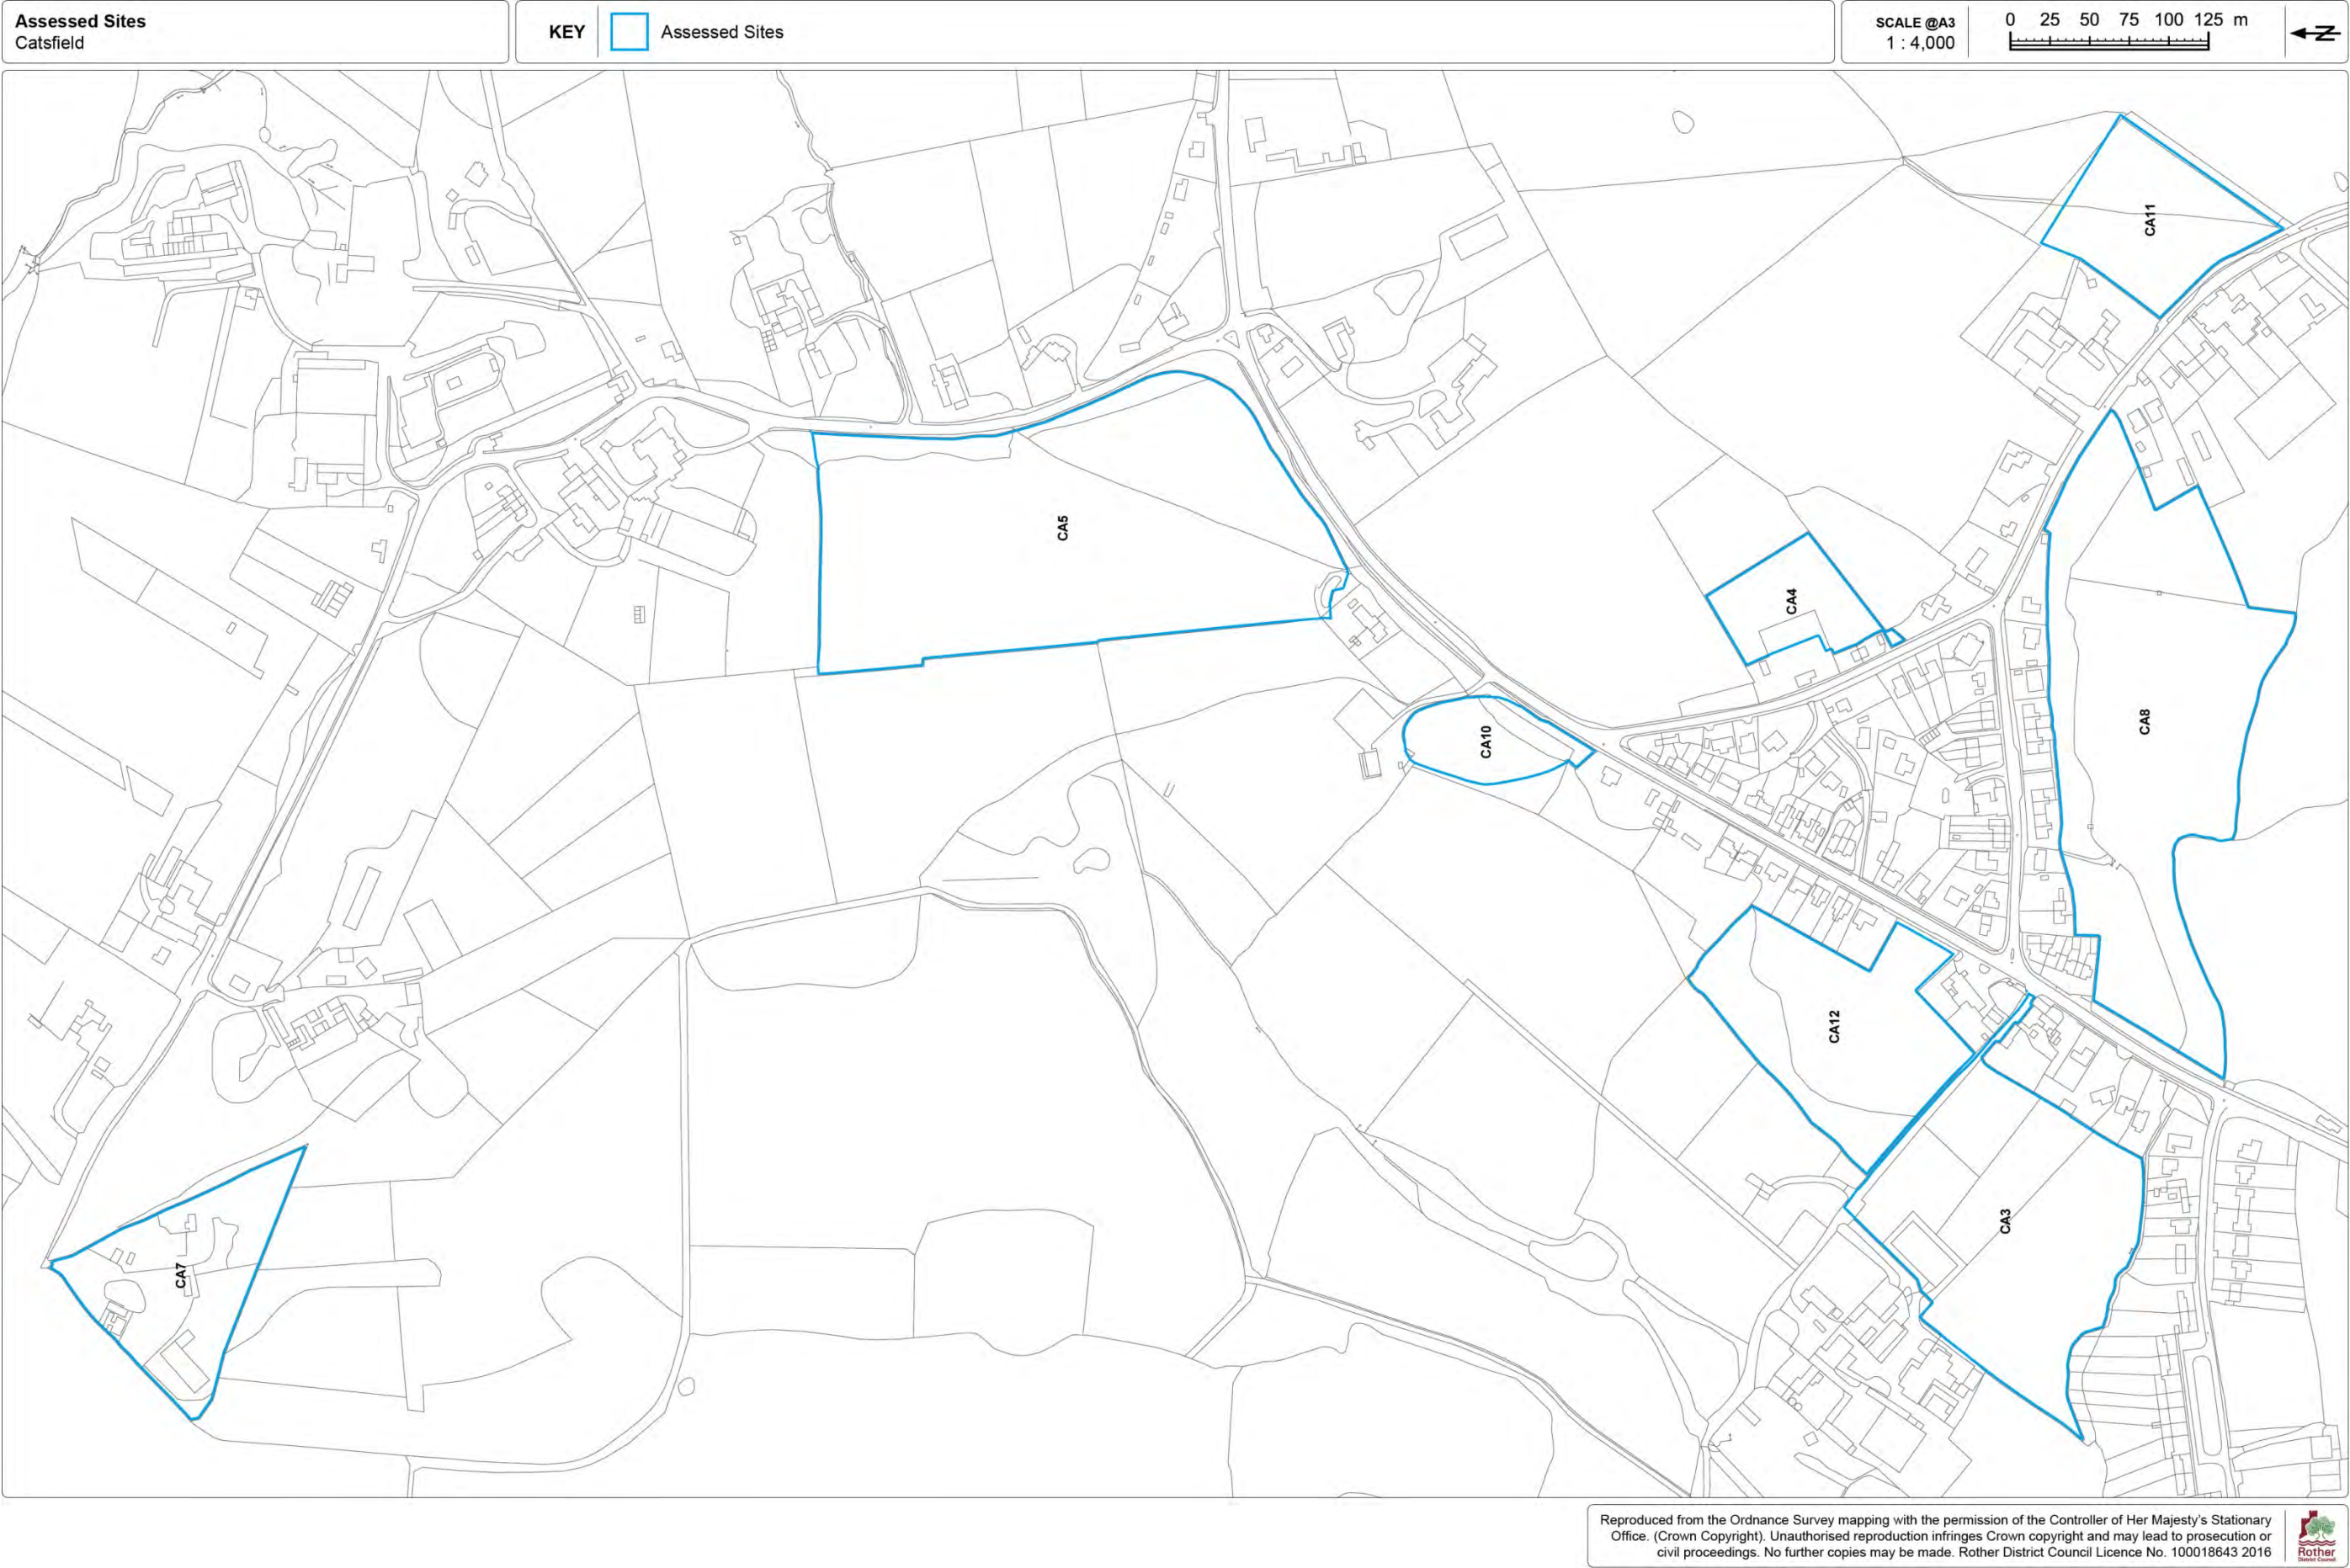 Assessed Sites
Catsfield
KEY
Assessed Sites
SCALE @A3
1 : 4,000
0 25 50 75 100 125 m
N
CA11
CA5
CA4
CA8
CA10
CA12
CA3
CA7
Reproduced from the Ordnance Survey mapping with the permission of the Controller of Her Majesty's Stationary
Office. (Crown Copyright). Unauthorised reproduction infringes Crown copyright and may lead to prosecution or
civil proceedings. No further copies may be made. Rother District Council Licence No. 100018643 2016
Rother
District Council